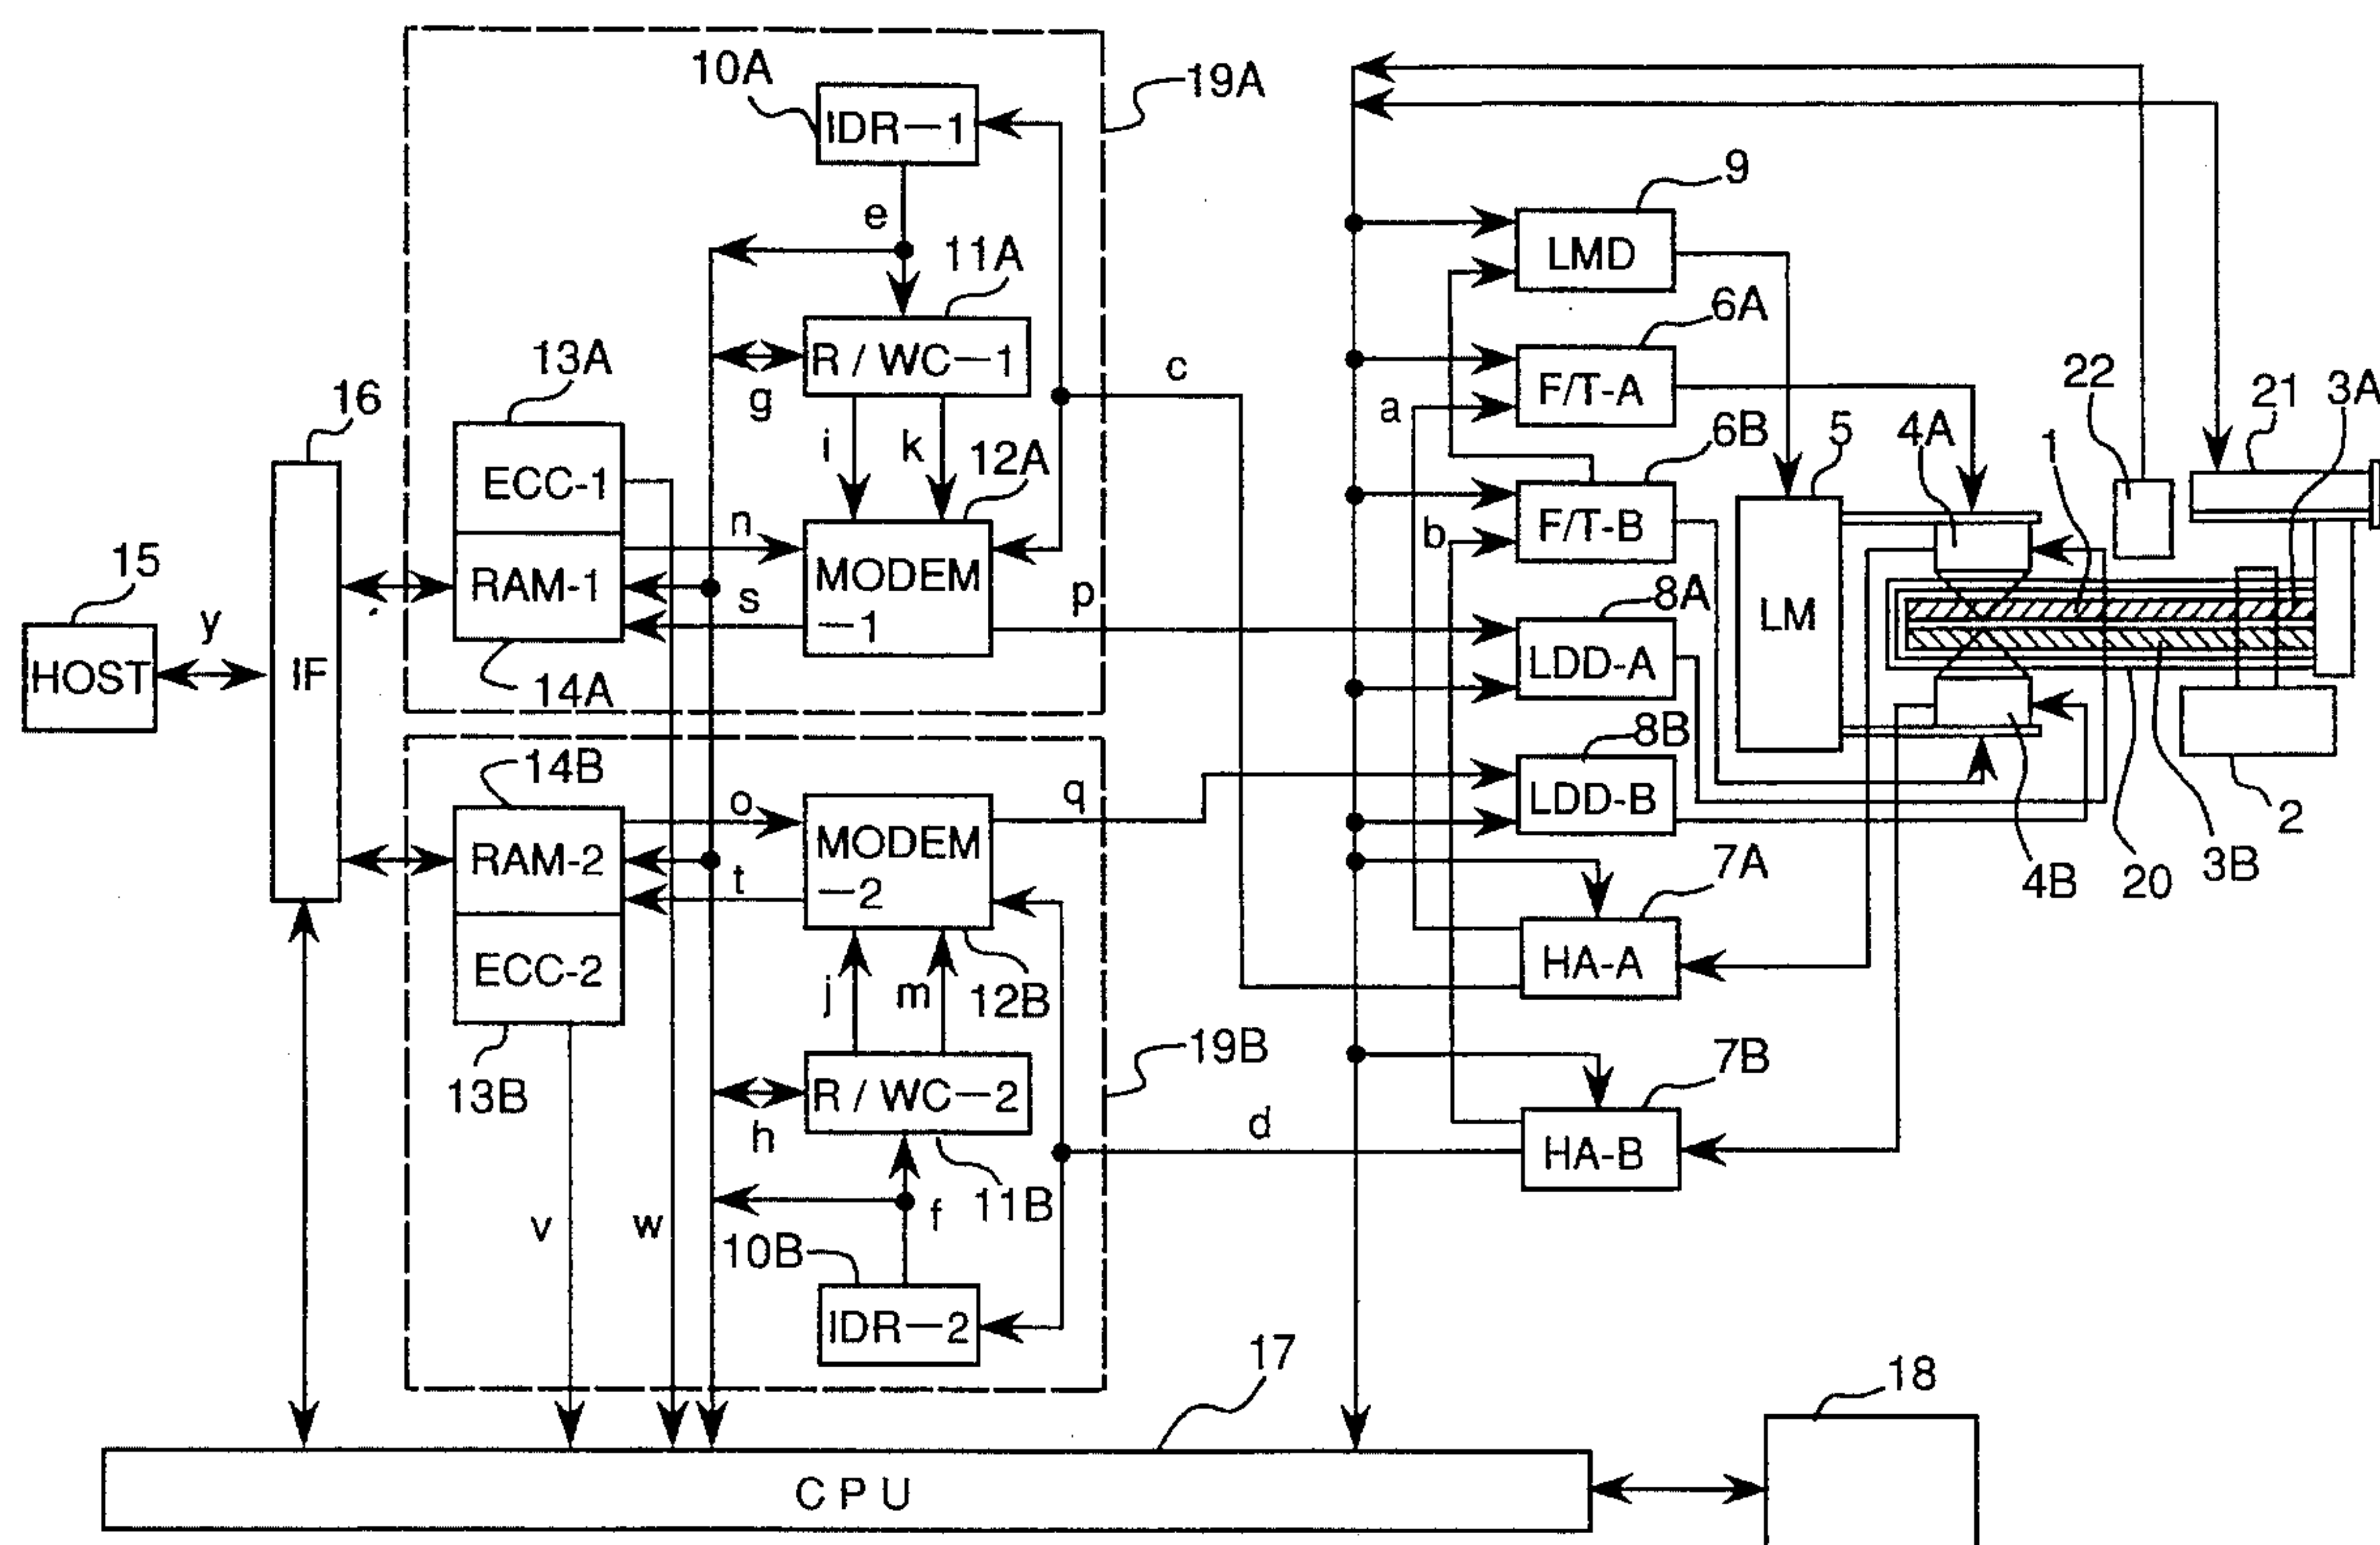 10A
19A
IDR—1
e
9
11A
LMD
6A
13A
R / WC—1
c
F/T-A
22
21
3A
16
g
a
6B
5
4A
1
i
k
12A
ECC-1
n
b
F/T-B
15
RAM-1
MODEM
—1
s
p
8A
LM
y
HOST
IF
14A
LDD-A
8B
14B
o
q
LDD-B
2
MODEM
—2
RAM-2
t
7A
4B
20
3B
ECC-2
j
m
12B
HA-A
19B
7B
13B
R / WC—2
h
d
HA-B
v
w
f
11B
10B
IDR—2
17
18
CPU